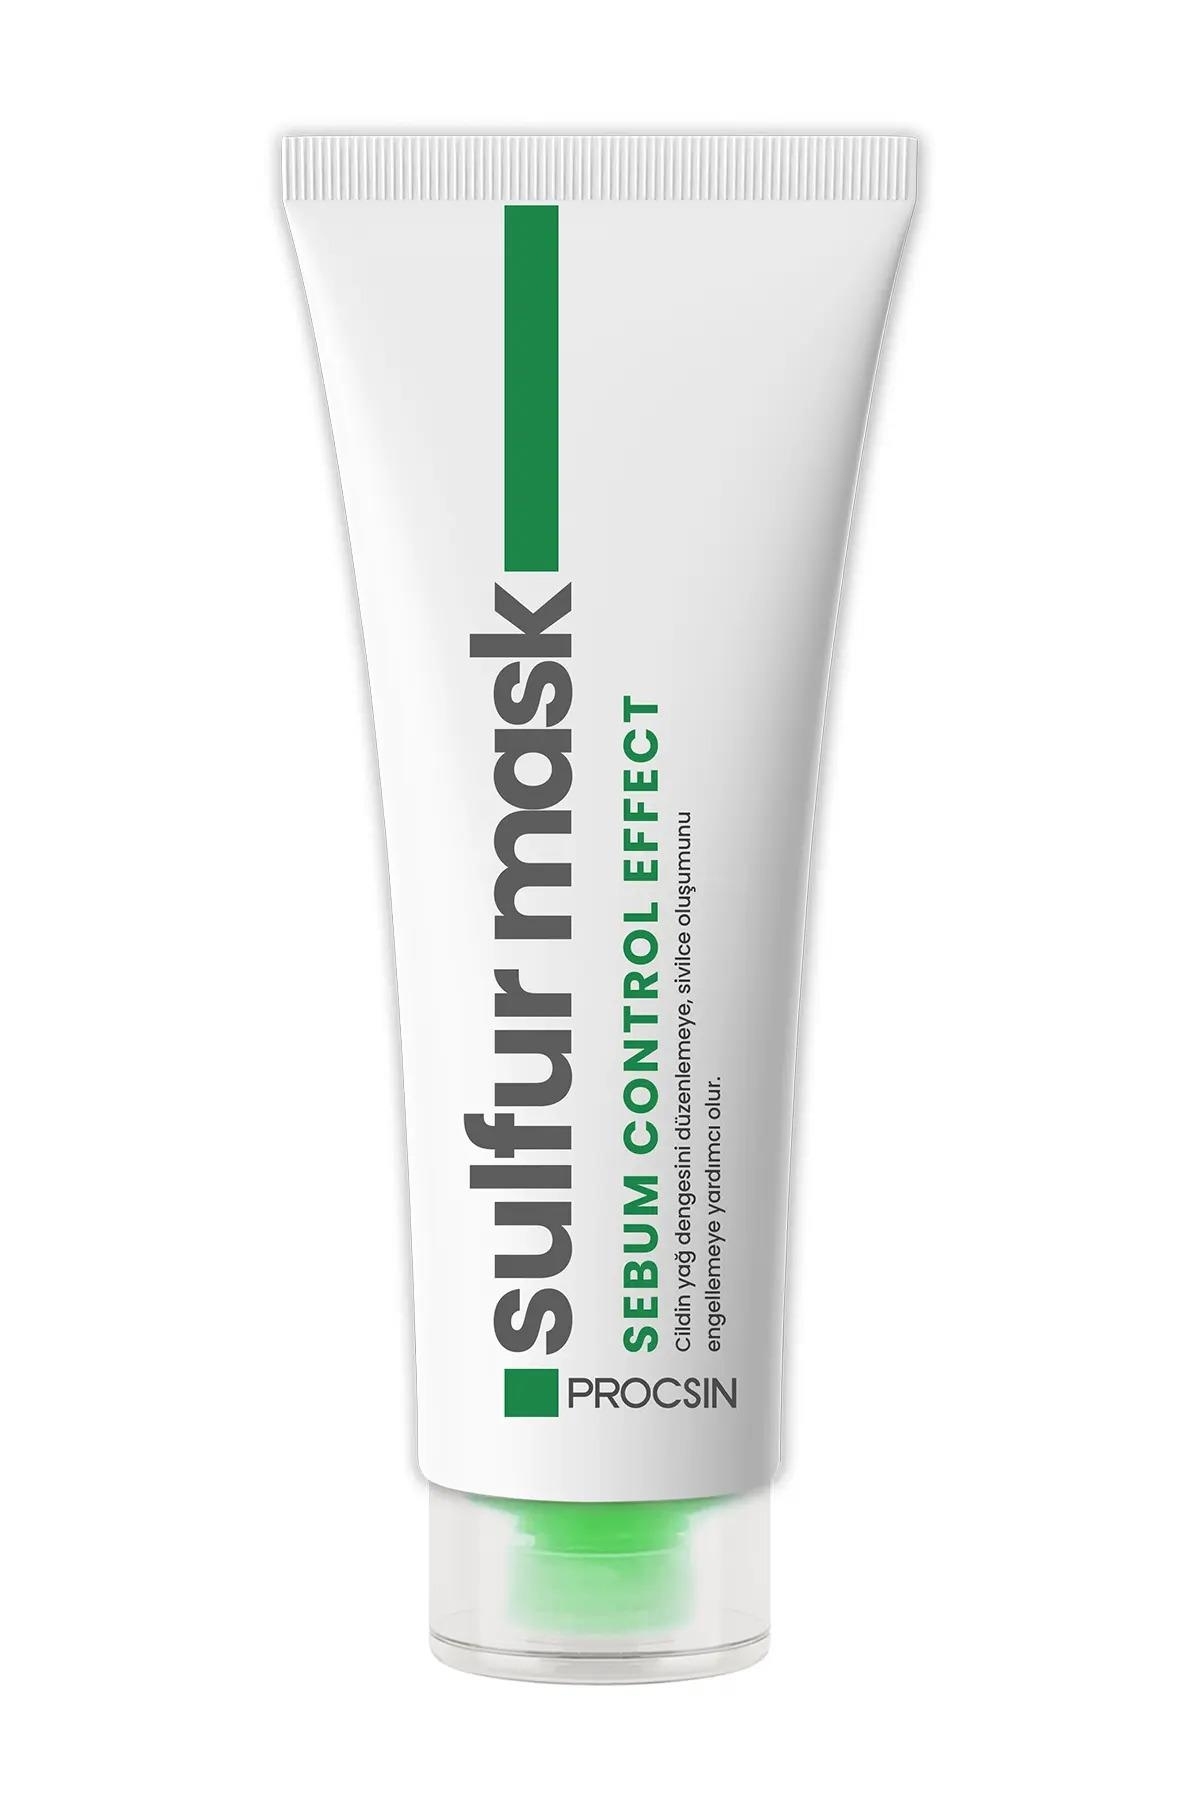 sulfur mask
SEBUM CONTROL EFFECT
Cildin yağ dengesini düzenlemeye, sivilce oluşumunu
engellemeye yardımcı olur.
PROCSIN